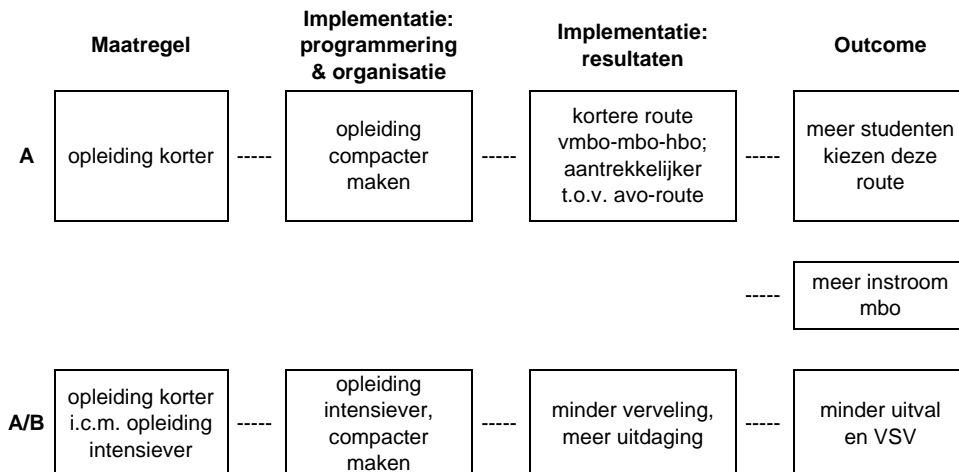 Maatregel
Implementatie:
programmering
& organisatie
Implementatie:
resultaten
Outcome
A
opleiding korter
-----
opleiding
compacter
maken
-----
kortere route
vmbo-mbo-hbo;
aantrekkelijker
t.o.v. avo-route
-----
meer studenten
kiezen deze
route
-----
meer instroom
mbo
A/B
opleiding korter
i.c.m. opleiding
intensiever
-----
opleiding
intensiever,
compacter
maken
-----
minder verveling,
meer uitdaging
-----
minder uitval
en VSV